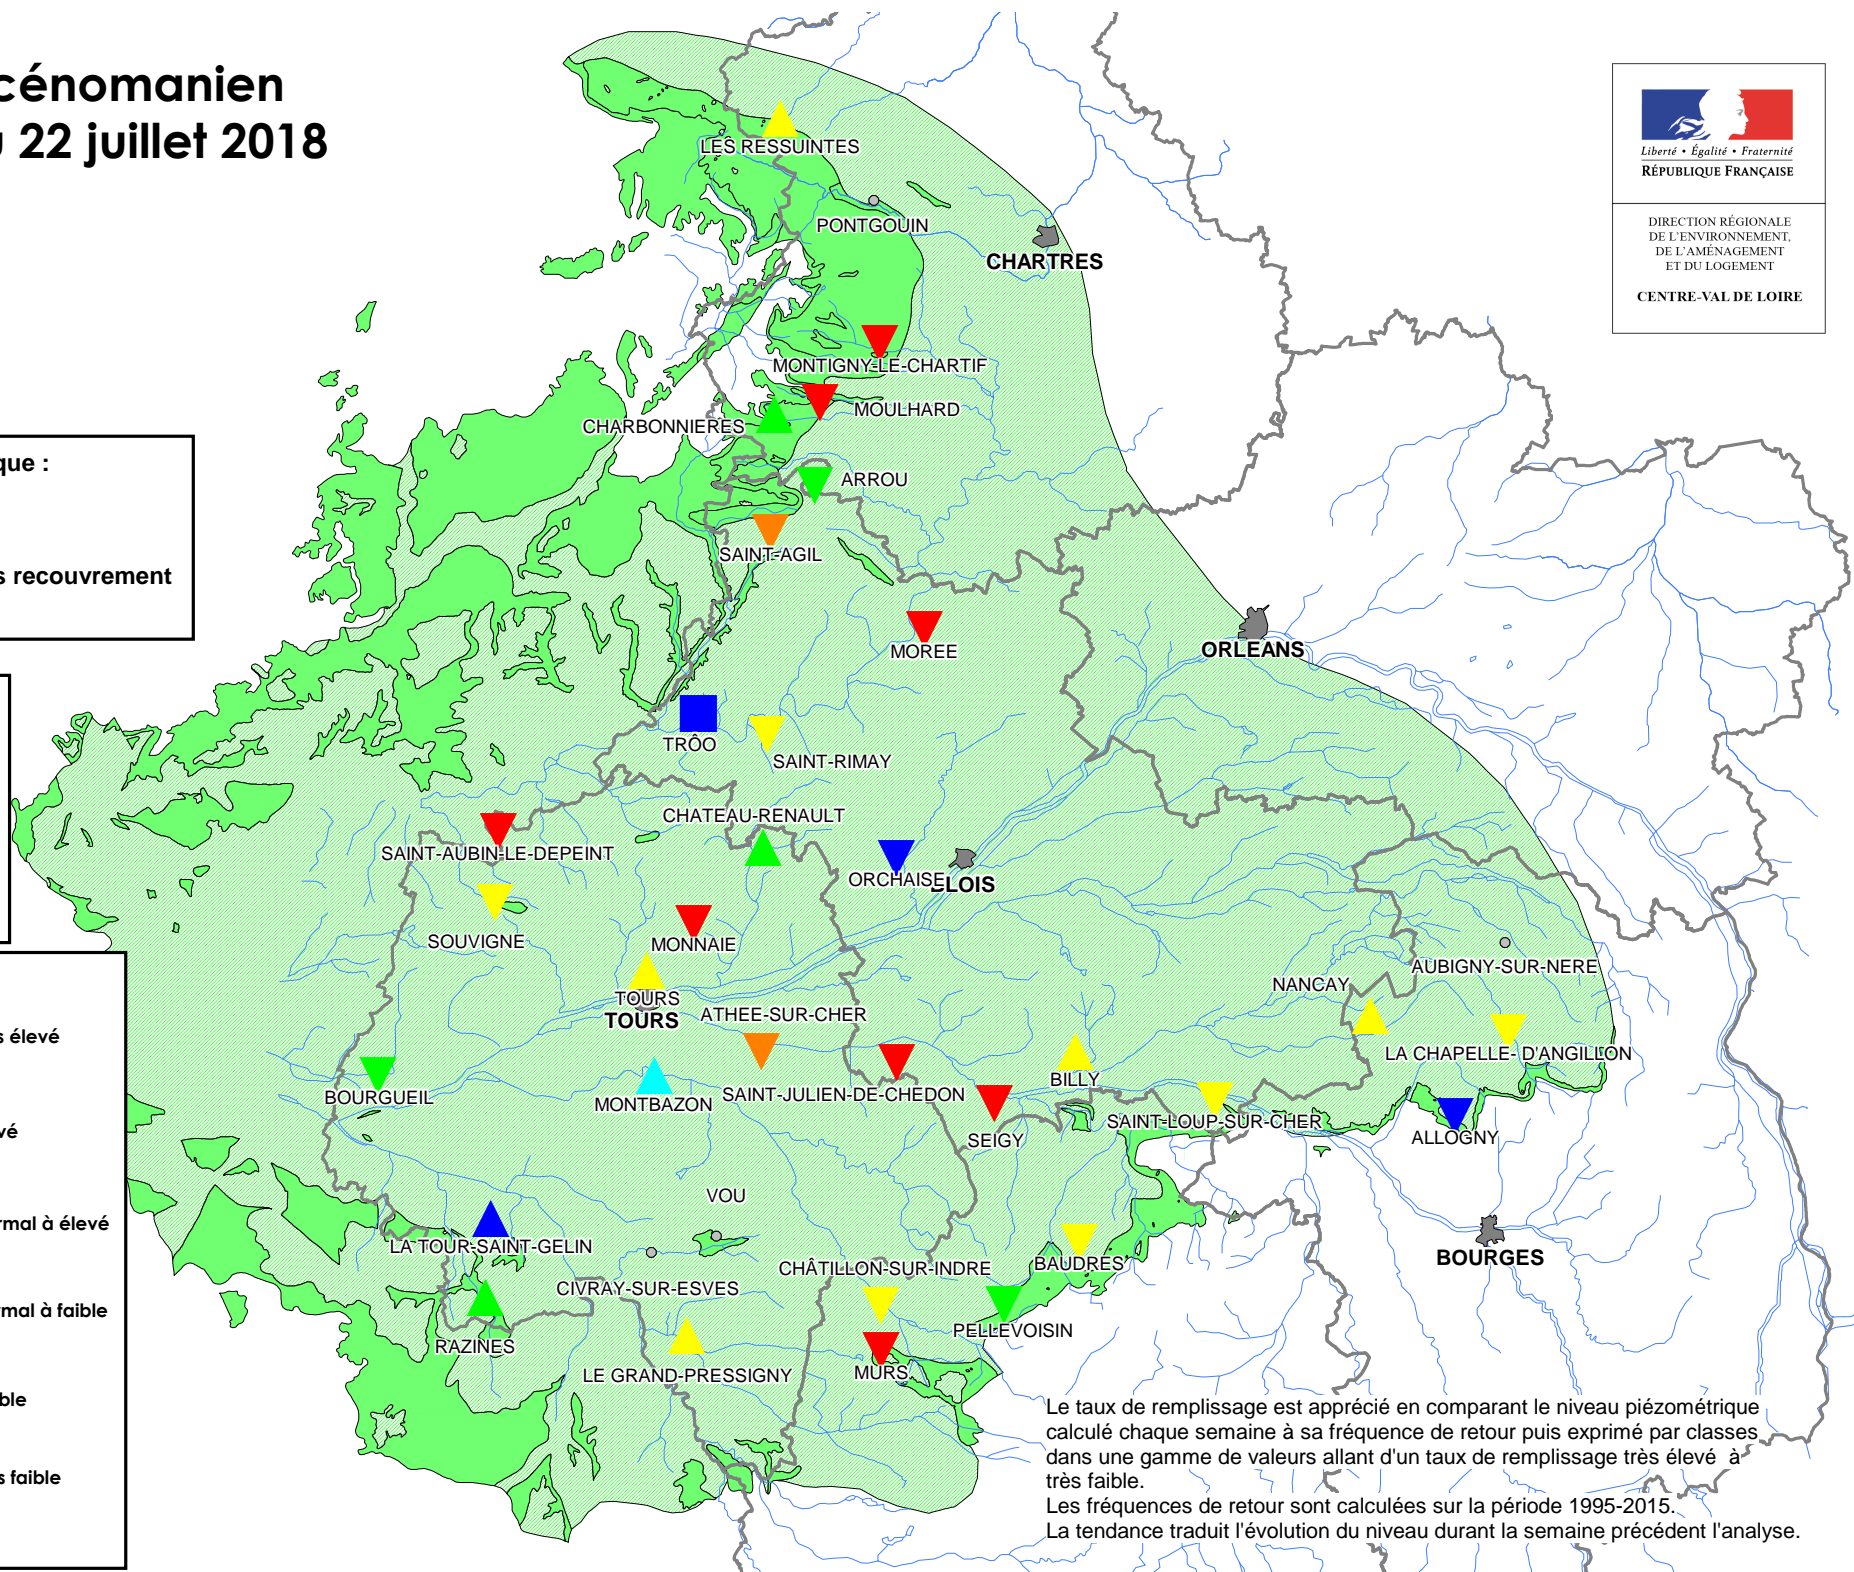 cénomanien
22 juillet 2018
Liberté • Égalité • Fraternité
RÉPUBLIQUE FRANÇAISE
DIRECTION RÉGIONALE
DE L'ENVIRONNEMENT,
DE L'AMÉNAGEMENT
ET DU LOGEMENT
CENTRE-VAL DE LOIRE
LES RESSUINTES
PONTGOUIN
CHARTRES
MONTIGNY-LE-CHARTIF
MOULHARD
CHARBONNIERES
ARROU
SAINT-AGIL
que :
s recouvrement
MOREE
ORLEANS
TRÔO
SAINT-RIMAY
CHATEAU-RENAULT
SAINT-AUBIN-LE-DEPEINT
ORCHAISE
BLOIS
SOUVIGNE
MONNAIE
TOURS
TOURS
ATHEE-SUR-CHER
NANCAY
AUBIGNY-SUR-NERE
LA CHAPELLE- D'ANGILLON
BILLY
BOURGUEIL
MONTBAZON
SAINT-JULIEN-DE-CHEDON
SEIGY
SAINT-LOUP-SUR-CHER
ALLOGNY
VOU
LA TOUR-SAINT-GELIN
CIVRAY-SUR-ESVES
CHÂTILLON-SUR-INDRE
BAUDRES
BOURGES
RAZINES
LE GRAND-PRESSIGNY
MURS
PELLEVOISIN
s élevé
vé
rmal à élevé
rmal à faible
ble
s faible
Le taux de remplissage est apprécié en comparant le niveau piézométrique
calculé chaque semaine à sa fréquence de retour puis exprimé par classes
dans une gamme de valeurs allant d'un taux de remplissage très élevé à
très faible.
Les fréquences de retour sont calculées sur la période 1995-2015.
La tendance traduit l'évolution du niveau durant la semaine précédent l'analyse.